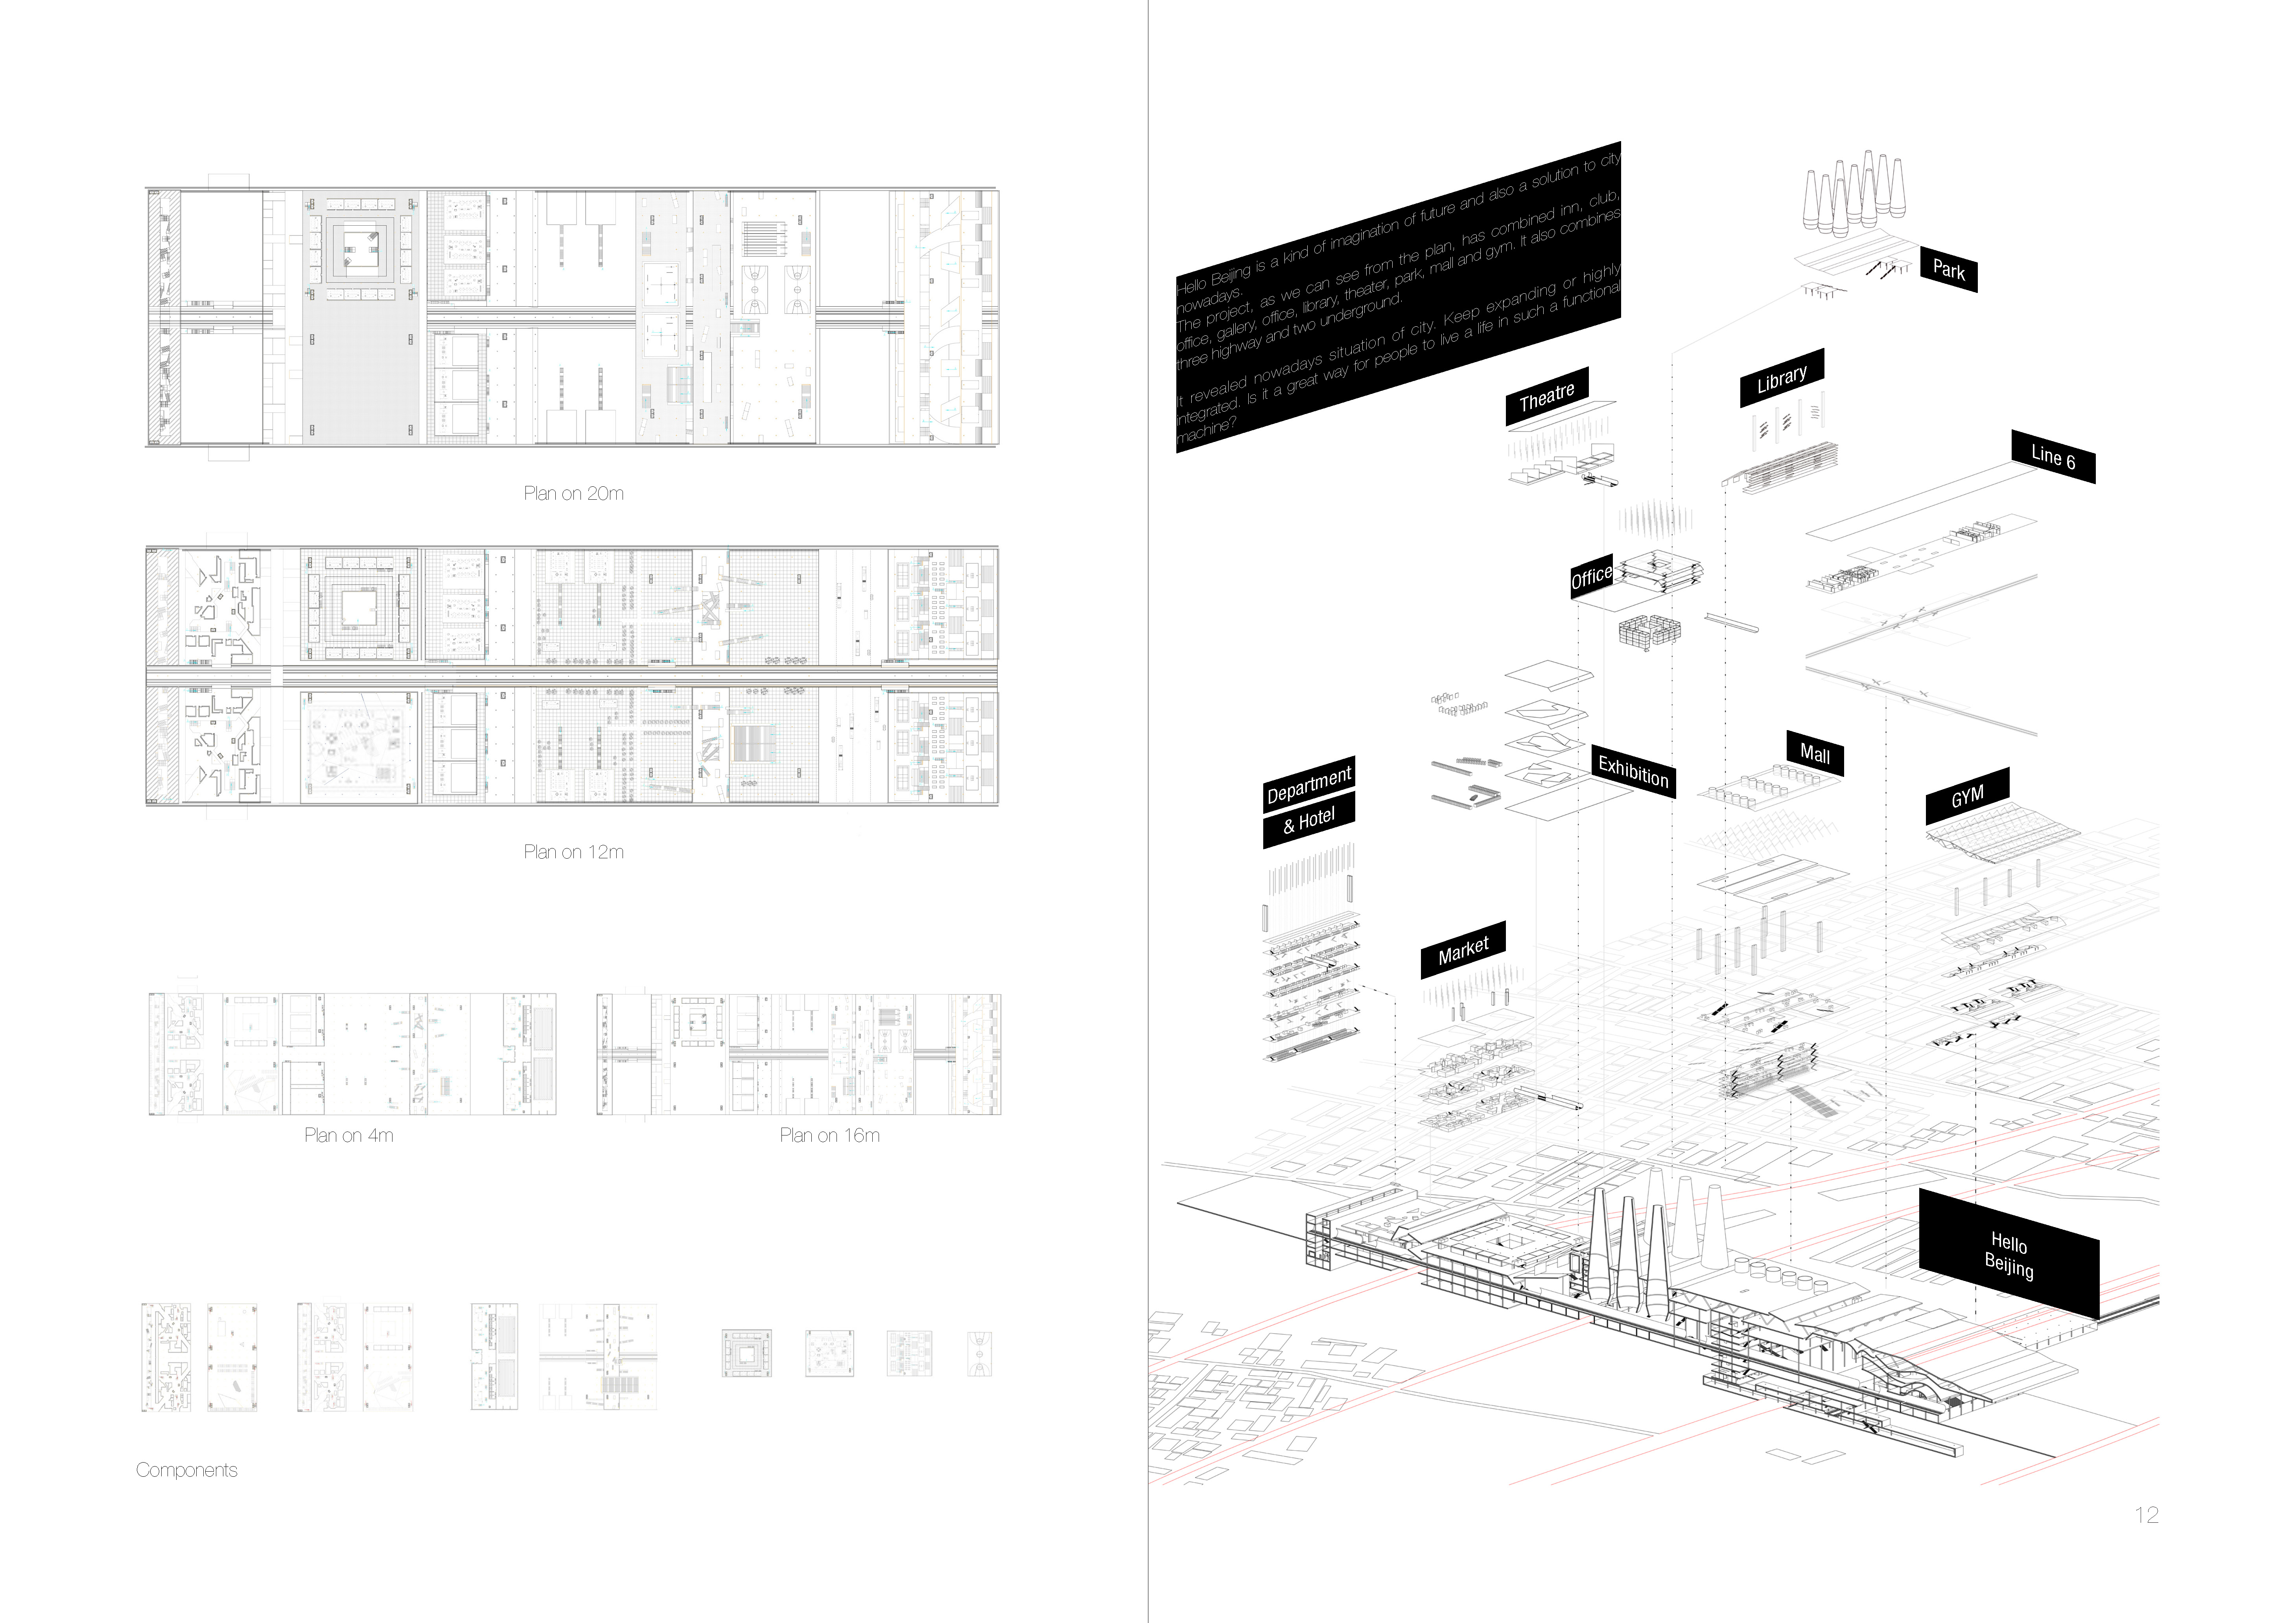 Plan on 20m
Plan on 12m
Plan on 4m
Plan on 16m
Components
Hello Beijing is a kind of imagination of future and also a solution to city
nowadays.
The project, as we can see from the plan, has combined inn, club,
office, gallery, office, library, theater, park, mall and gym. It also combines
three highway and two underground.
It revealed nowadays situation of city. Keep expanding or highly
integrated. Is it a great way for people to live a life in such a functional
machine?
Park
Theatre
Library
Line 6
Office
Exhibition
Mall
Department
& Hotel
GYM
Market
Hello
Beijing
12